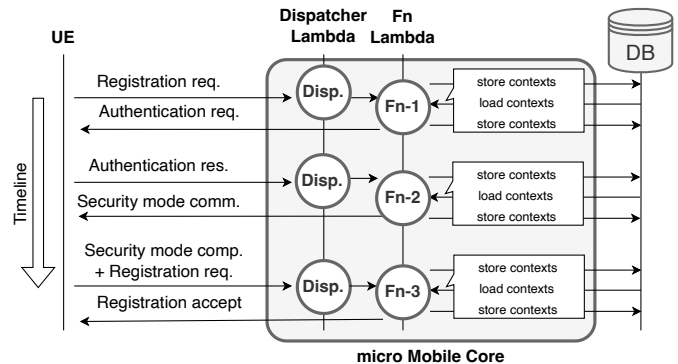 Dispatcher Fn
UE Lambda Lambda
DB
Registration req. Disp. Fn-1 store contexts
Authentication req. load contexts
store contexts
Timeline
Authentication res. Disp. Fn-2 store contexts
Security mode comm. load contexts
store contexts
Security mode comp.
+ Registration req. Disp. Fn-3 store contexts
Registration accept load contexts
store contexts
micro Mobile Core